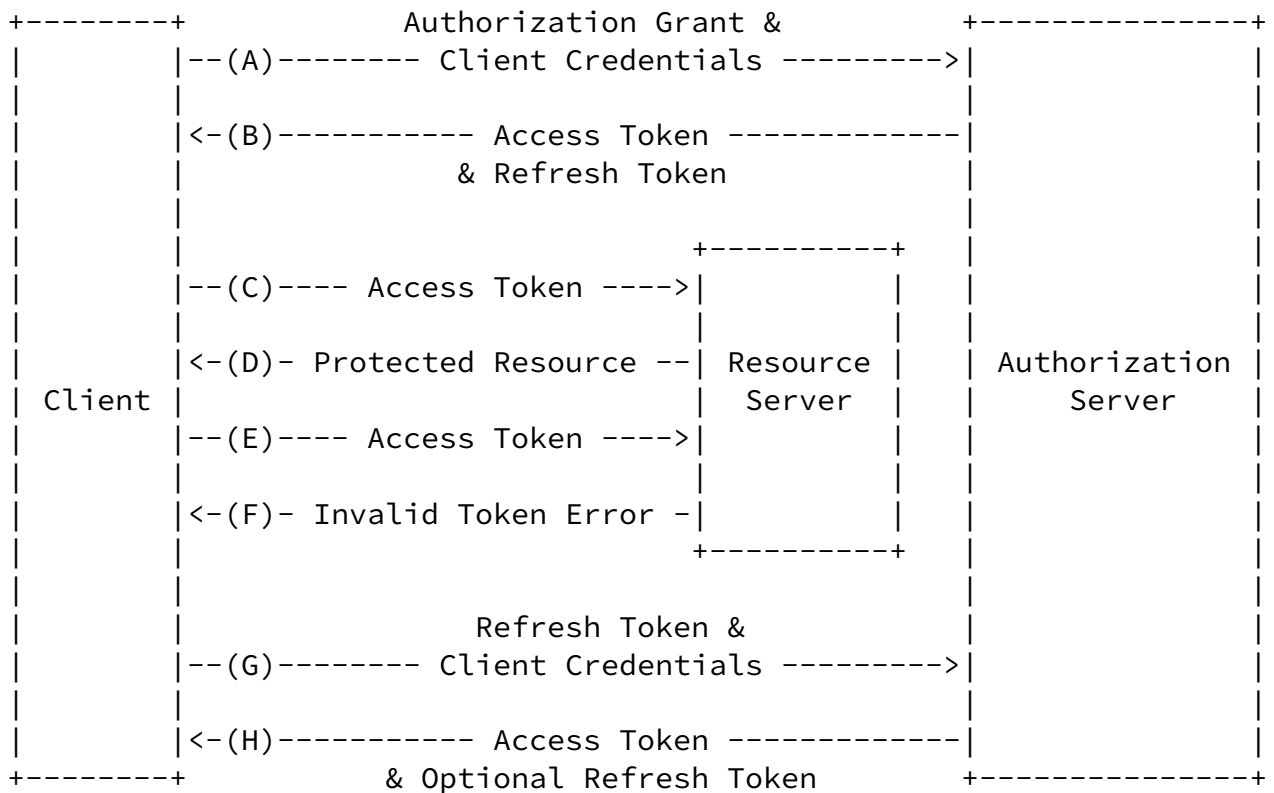 Authorization Grant &
(A) Client Credentials
(B) Access Token
& Refresh Token
(C) Access Token
(D) Protected Resource Resource Authorization
Client Server Server
(E) Access Token
(F) Invalid Token Error
Refresh Token &
(G) Client Credentials
(H) Access Token
& Optional Refresh Token